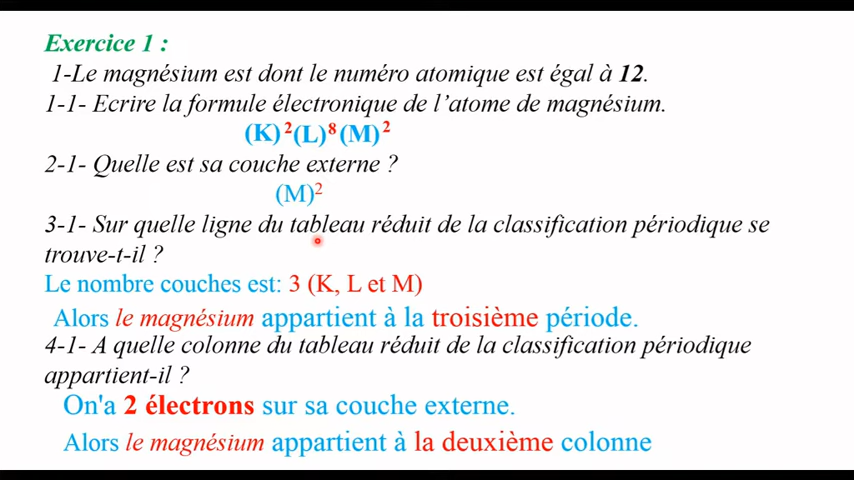 Exercice 1 :
1-Le magnésium est dont le numéro atomique est égal à 12.
1-1- Ecrire la formule électronique de l’atome de magnésium.
(K)²(L)⁸(M)²
2-1- Quelle est sa couche externe ?
(M)²
3-1- Sur quelle ligne du tableau réduit de la classification périodique se
trouve-t-il ?
Le nombre couches est: 3 (K, L et M)
Alors le magnésium appartient à la troisième période.
4-1- A quelle colonne du tableau réduit de la classification périodique
appartient-il ?
On'a 2 électrons sur sa couche externe.
Alors le magnésium appartient à la deuxième colonne